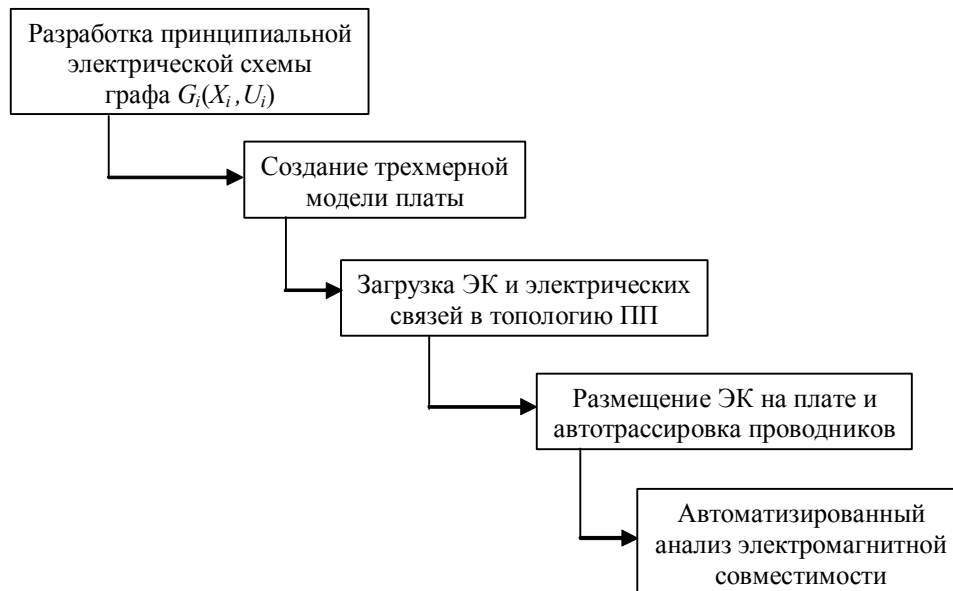 Разработка принципиальной
электрической схемы
графа Gi(Xi, Ui)
Создание трехмерной
модели платы
Загрузка ЭК и электрических
связей в топологию ПП
Размещение ЭК на плате и
автотрассировка проводников
Автоматизированный
анализ электромагнитной
совместимости